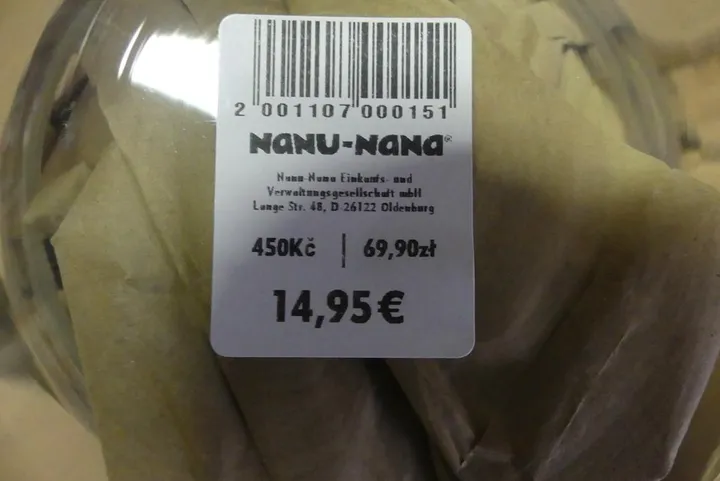 2 001107 000151
NANU-NANA®
Nanu-Nana Einkaufs- und
Verwaltungsgesellschaft mbH
Lange Str. 48, D-26122 Oldenburg
450Kč | 69,90zł
14,95€